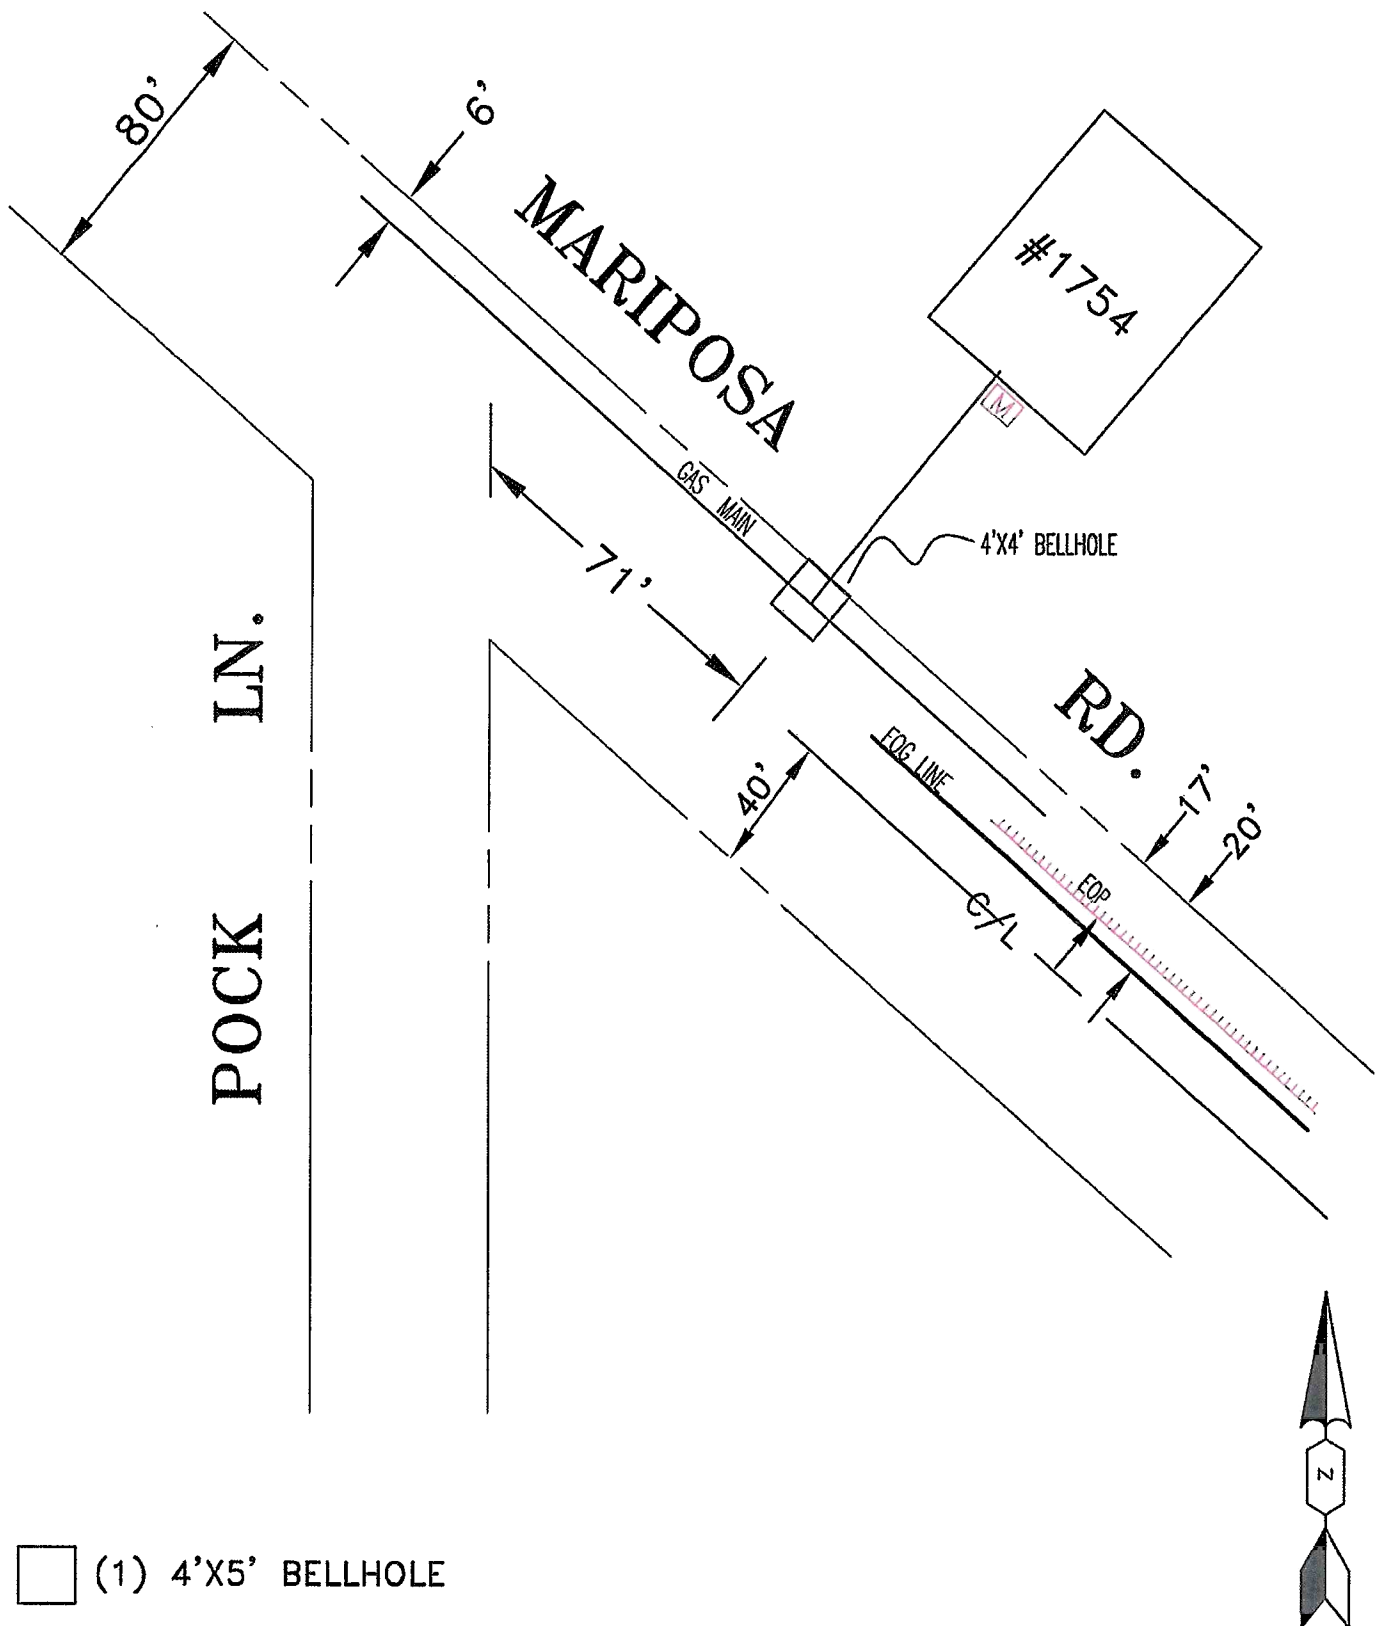 80'
6'
MARIPOSA
#1754
M
GAS MAIN
4'X4' BELLHOLE
71'
LN.
RD.
FOG LINE
40'
17'
20'
EOP
C/L
POCK
N
(1) 4'X5' BELLHOLE